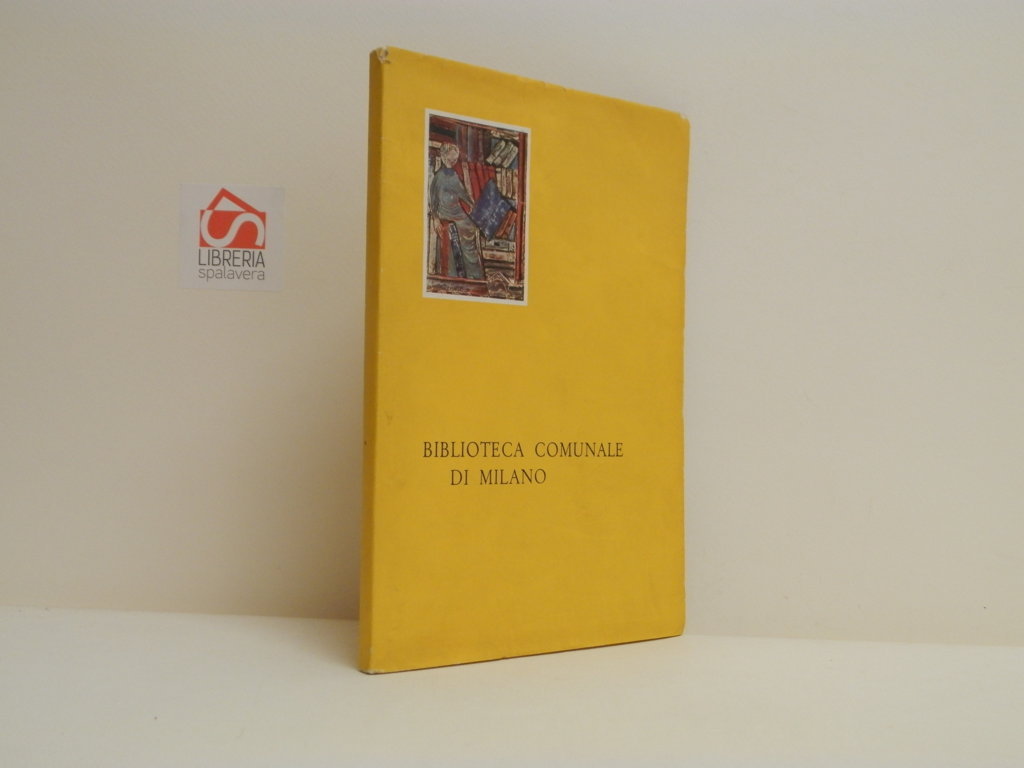 LIBRERIA
spalavera
BIBLIOTECA COMUNALE
DI MILANO